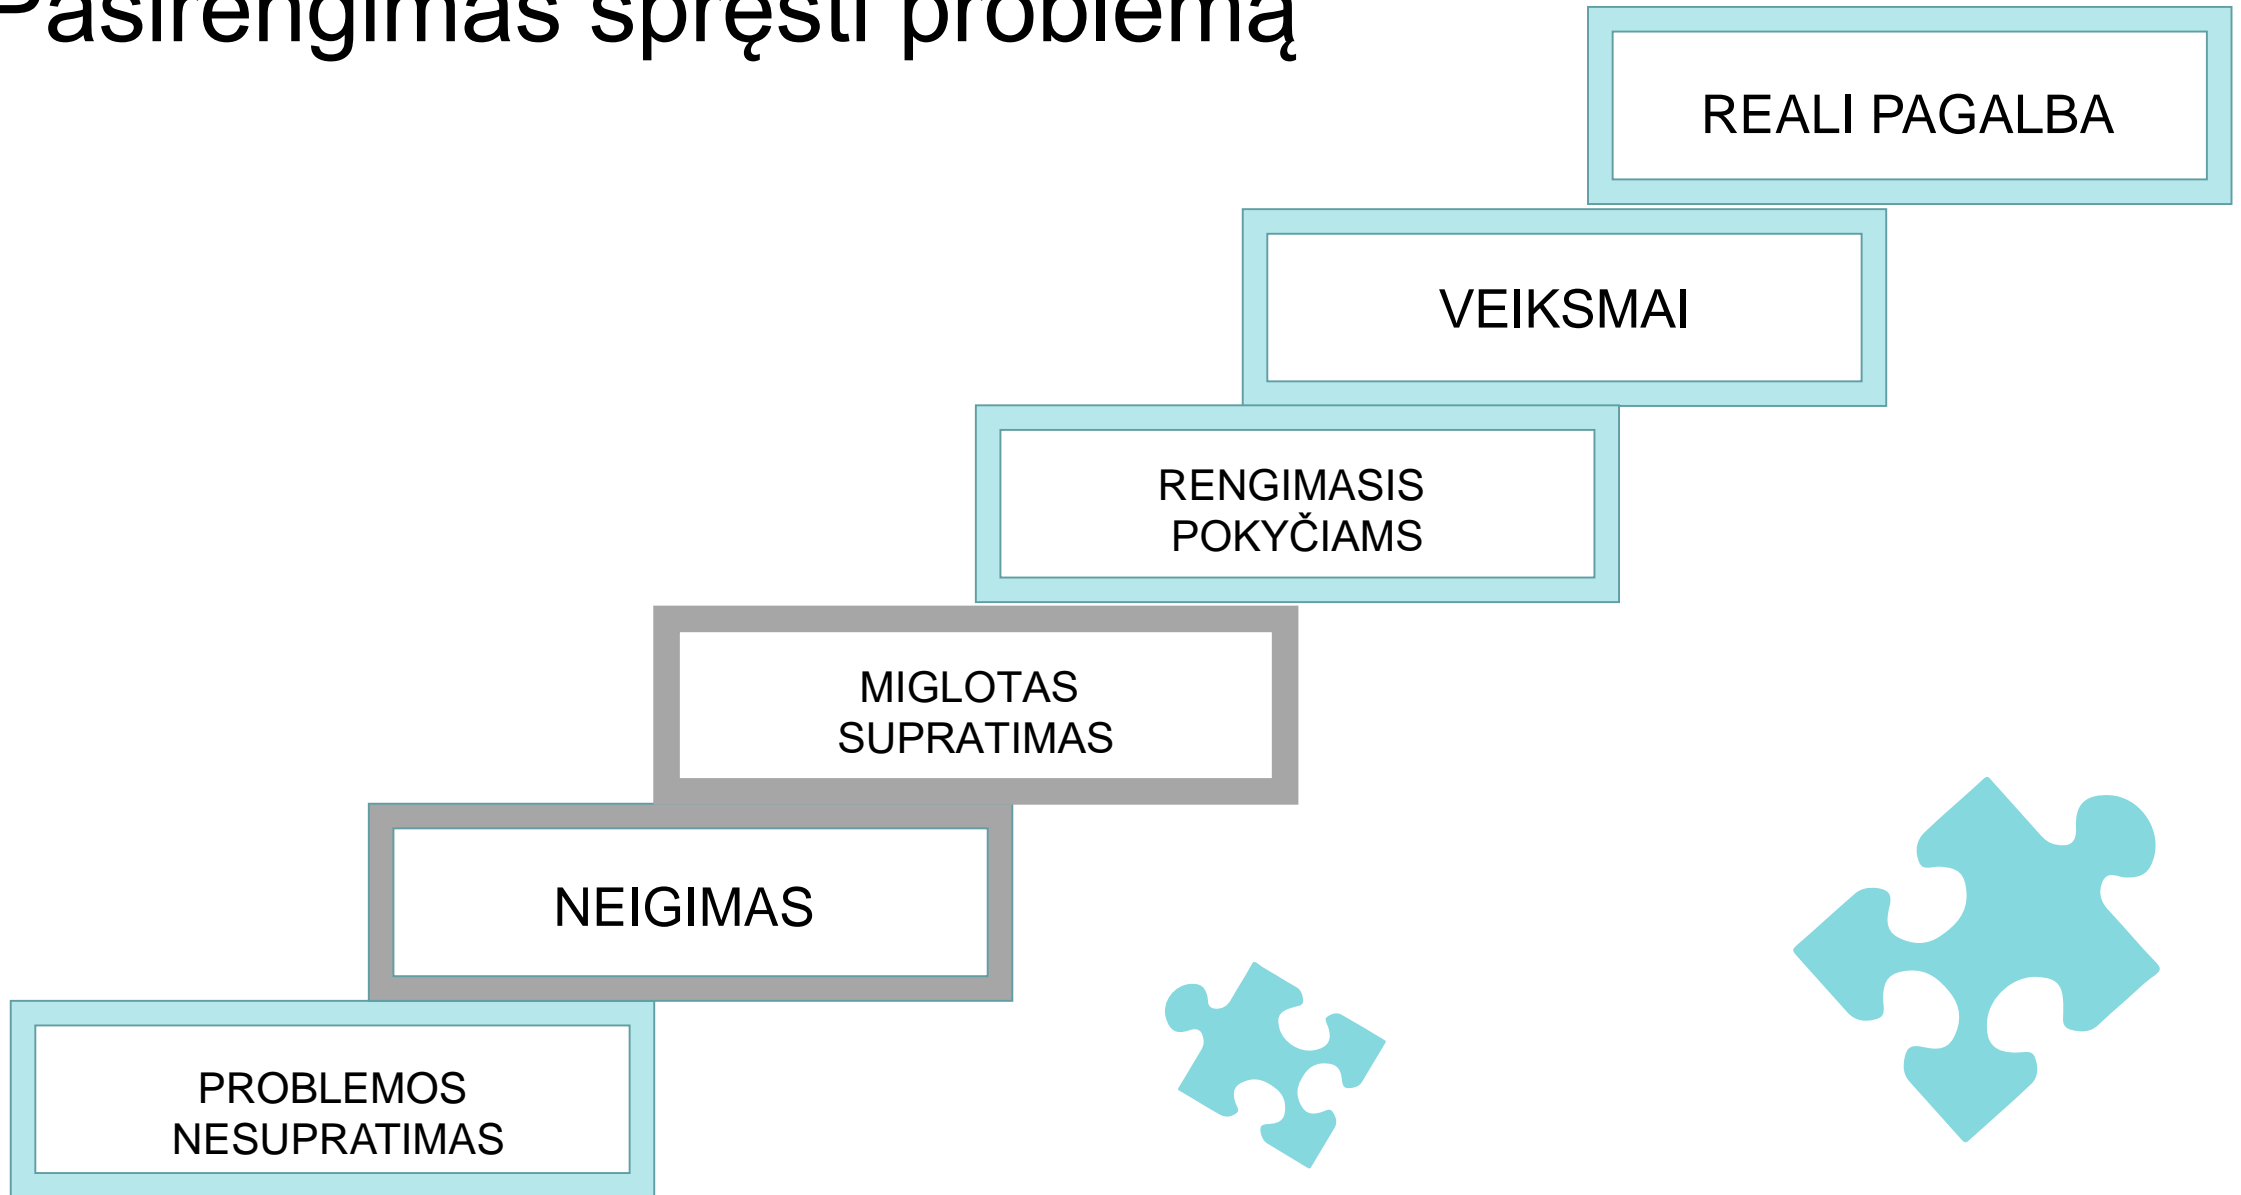 Pasirengimas spręsti problemą
REALI PAGALBA
VEIKSMAI
RENGIMASIS
POKYČIAMS
MIGLOTAS
SUPRATIMAS
NEIGIMAS
PROBLEMOS
NESUPRATIMAS